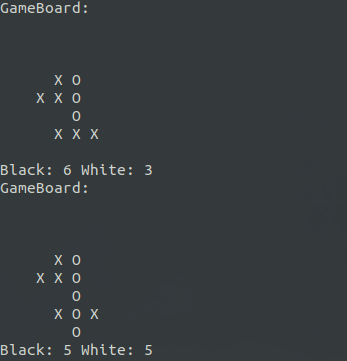 GameBoard:
      X O
    X X O
        O
      X X X
Black: 6 White: 3
GameBoard:
      X O
    X X O
        O
      X O X
        O
Black: 5 White: 5